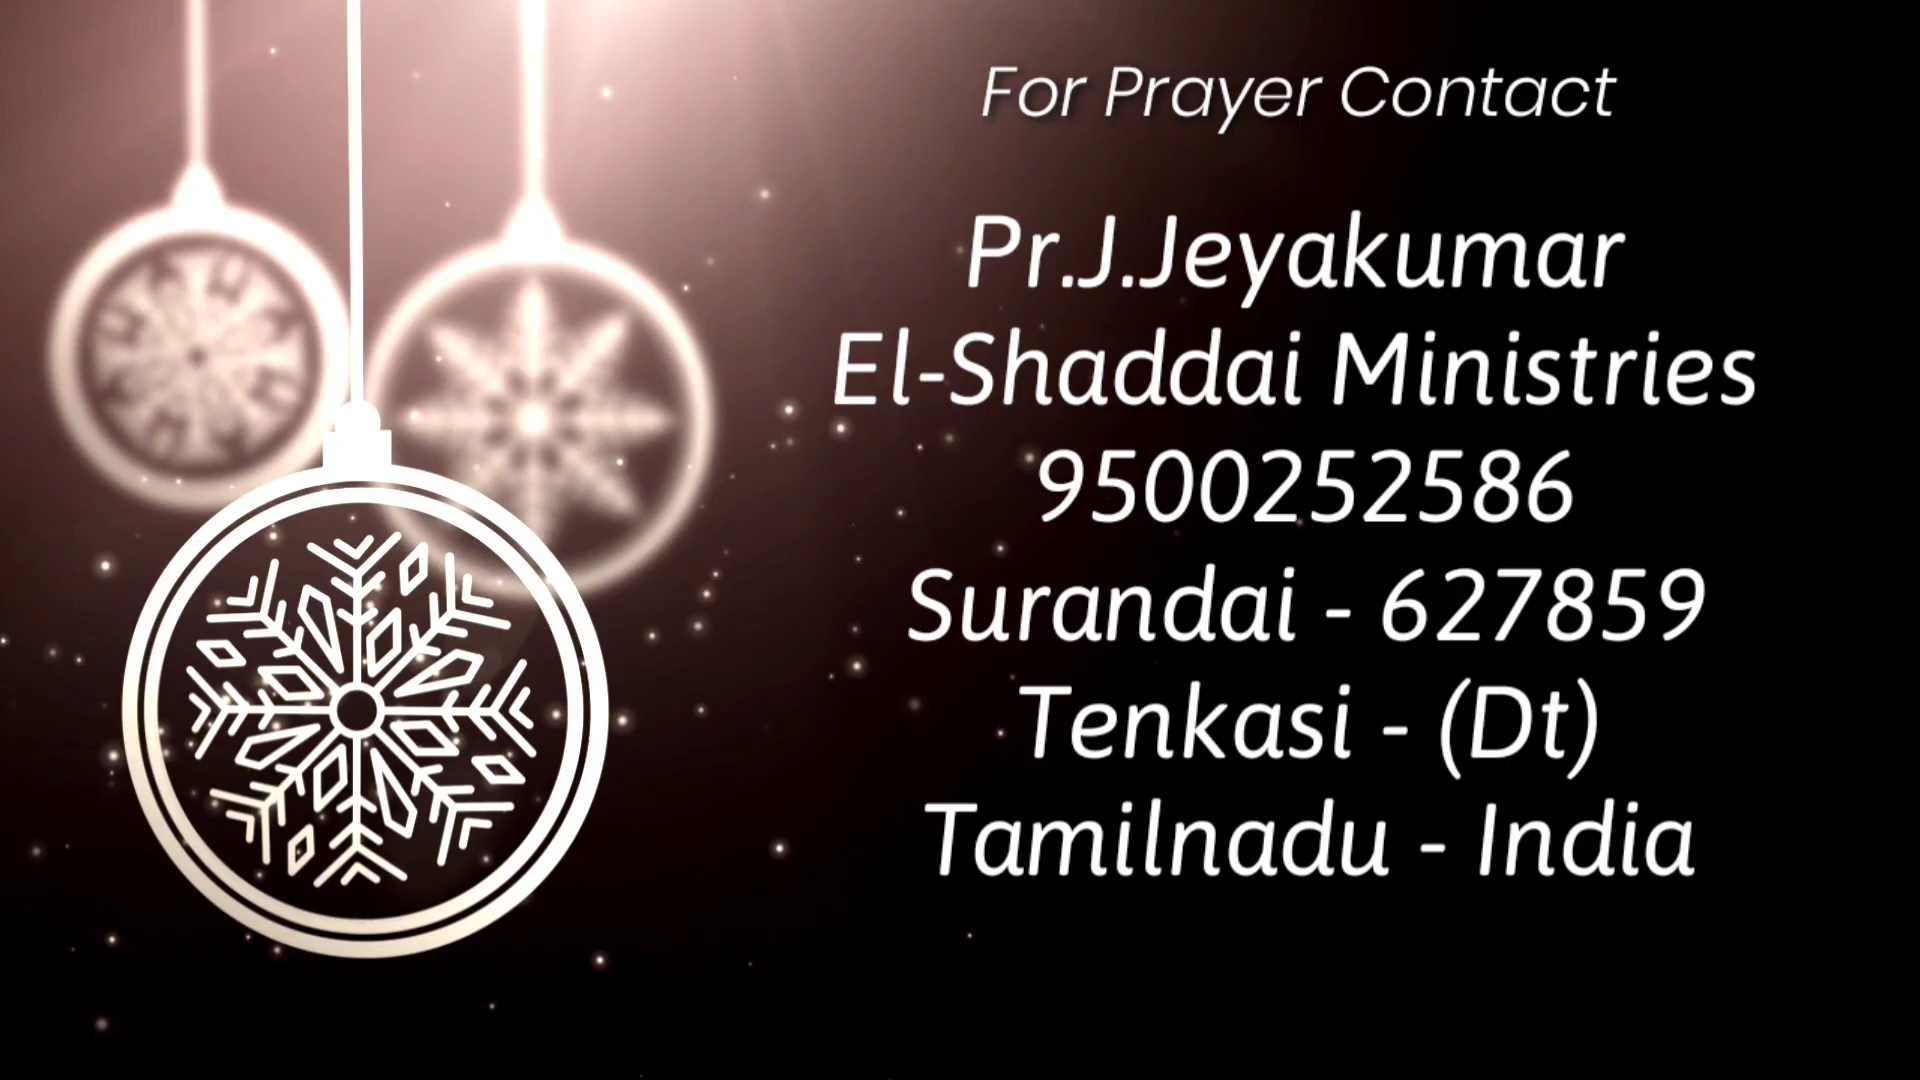 For Prayer Contact
Pr.J.Jeyakumar
El-Shaddai Ministries
9500252586
Surandai - 627859
Tenkasi - (Dt)
Tamilnadu - India